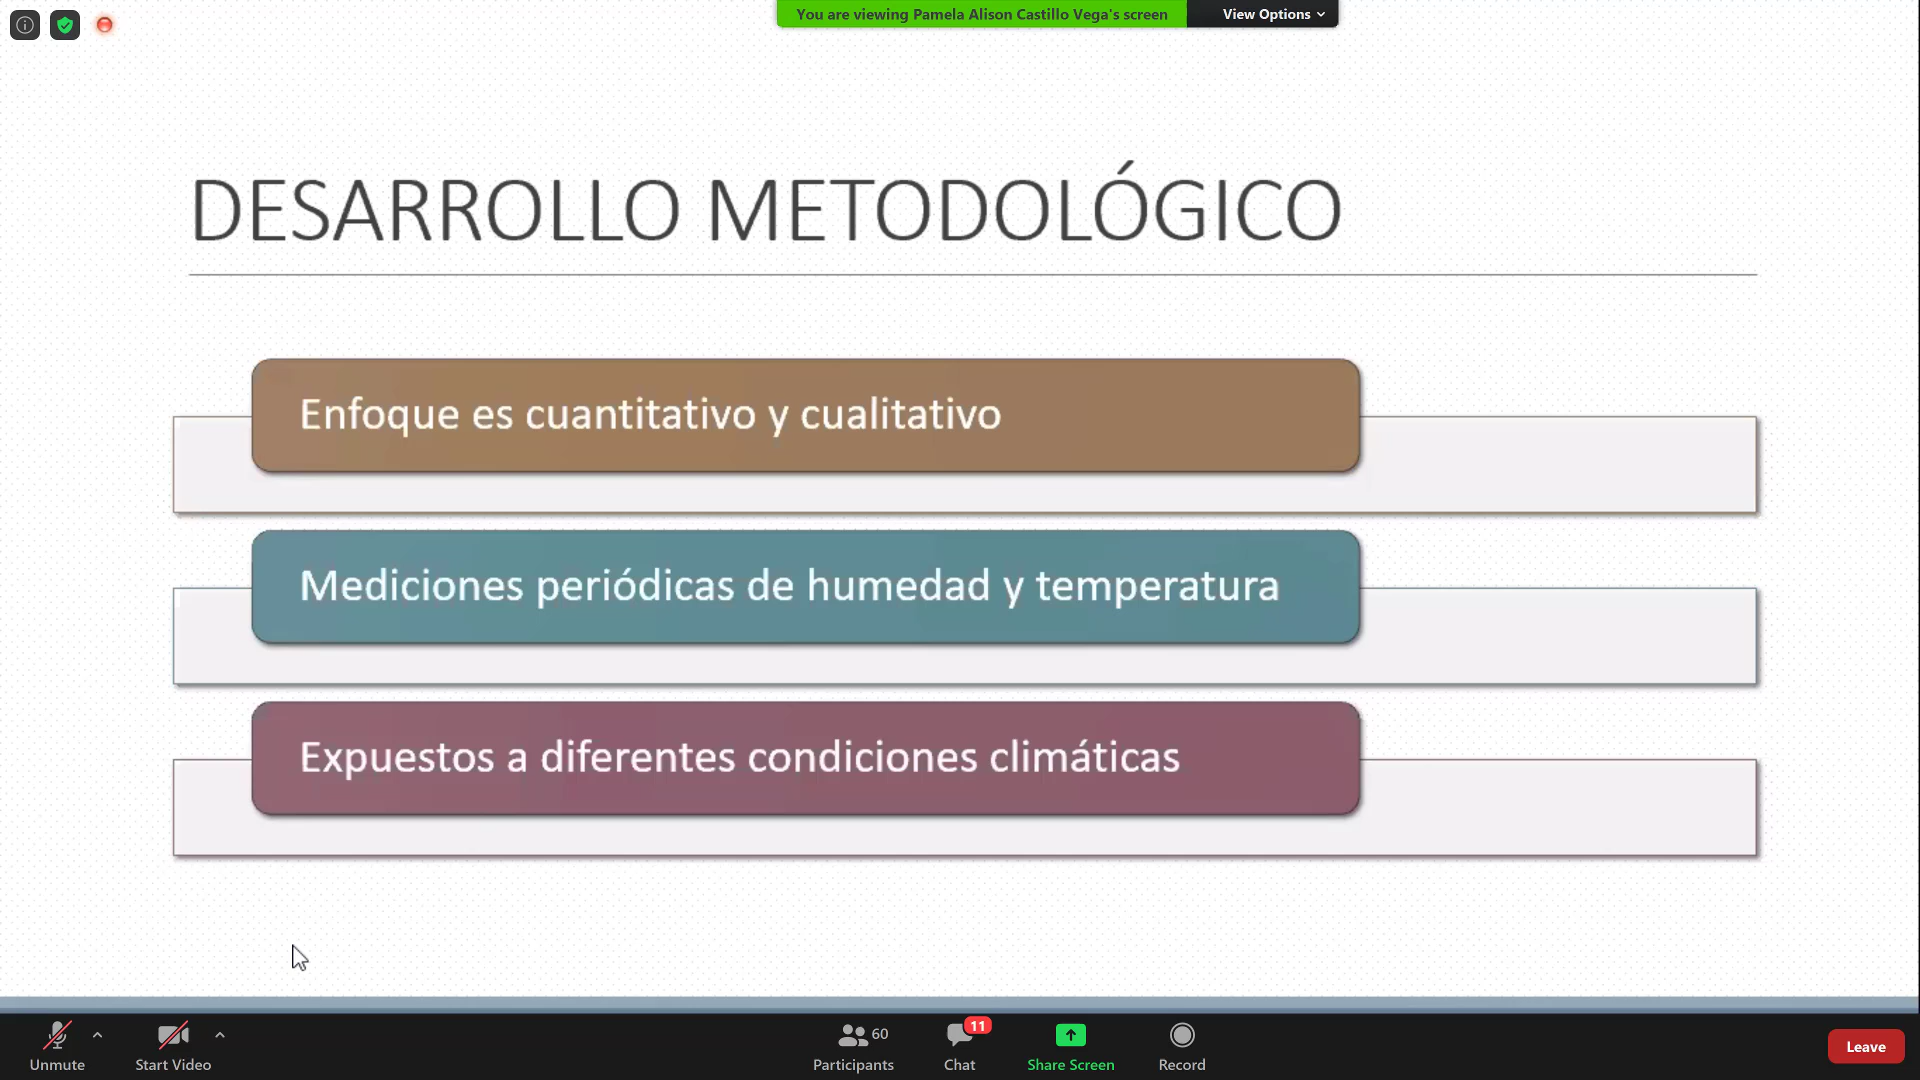 You are viewing Pamela Alison Castillo Vega's screen
View Options
DESARROLLO METODOLÓGICO
Enfoque es cuantitativo y cualitativo
Mediciones periódicas de humedad y temperatura
Expuestos a diferentes condiciones climáticas
Unmute
Start Video
60
Participants
11
Chat
Share Screen
Record
Leave